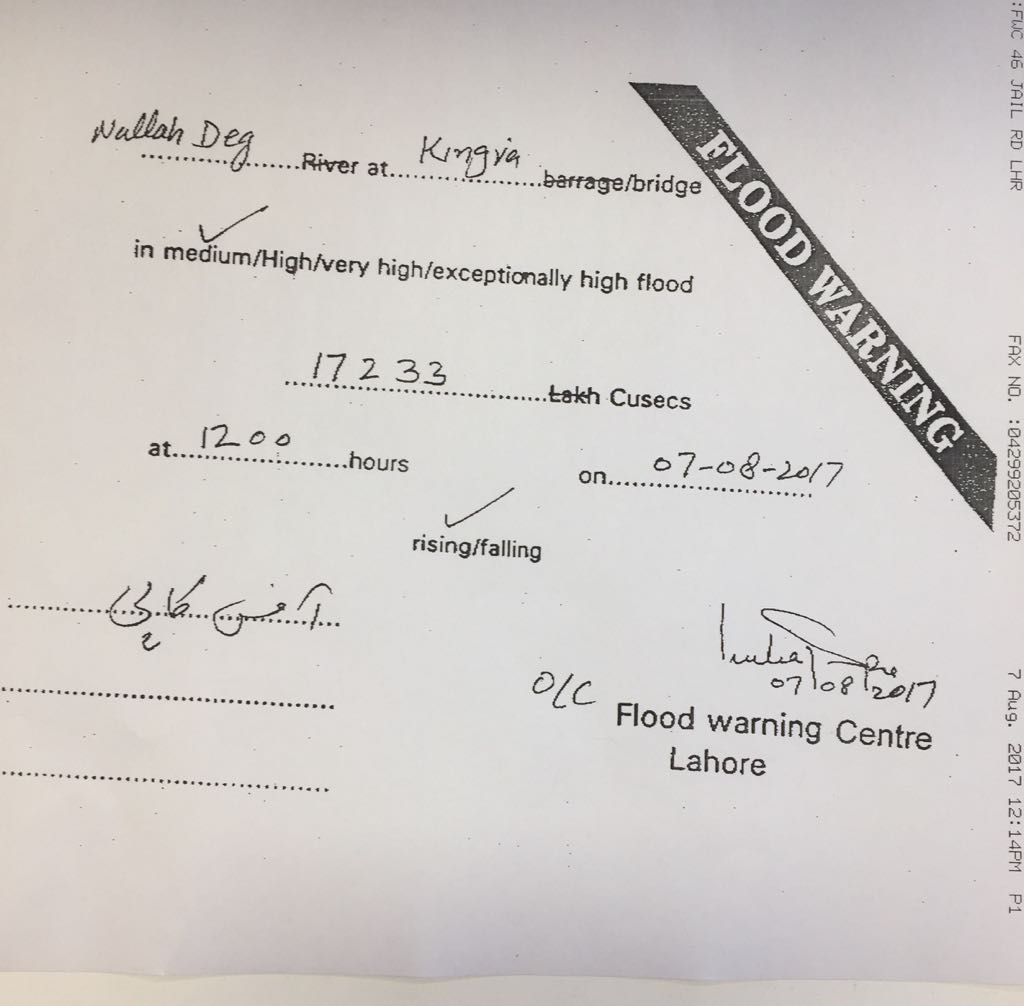 FLOOD WARNING
Nullah Deg River at Kingra barrage/bridge
in medium/High/very high/exceptionally high flood
17233 Lakh Cusecs
at 1200 hours on 07-08-2017
rising/falling
آفس کاپی
07/08/2017
O/C
Flood warning Centre
Lahore
:FWC 46 JAIL RD LHR FAX NO. :04299205372 7 Aug. 2017 12:14PM P1